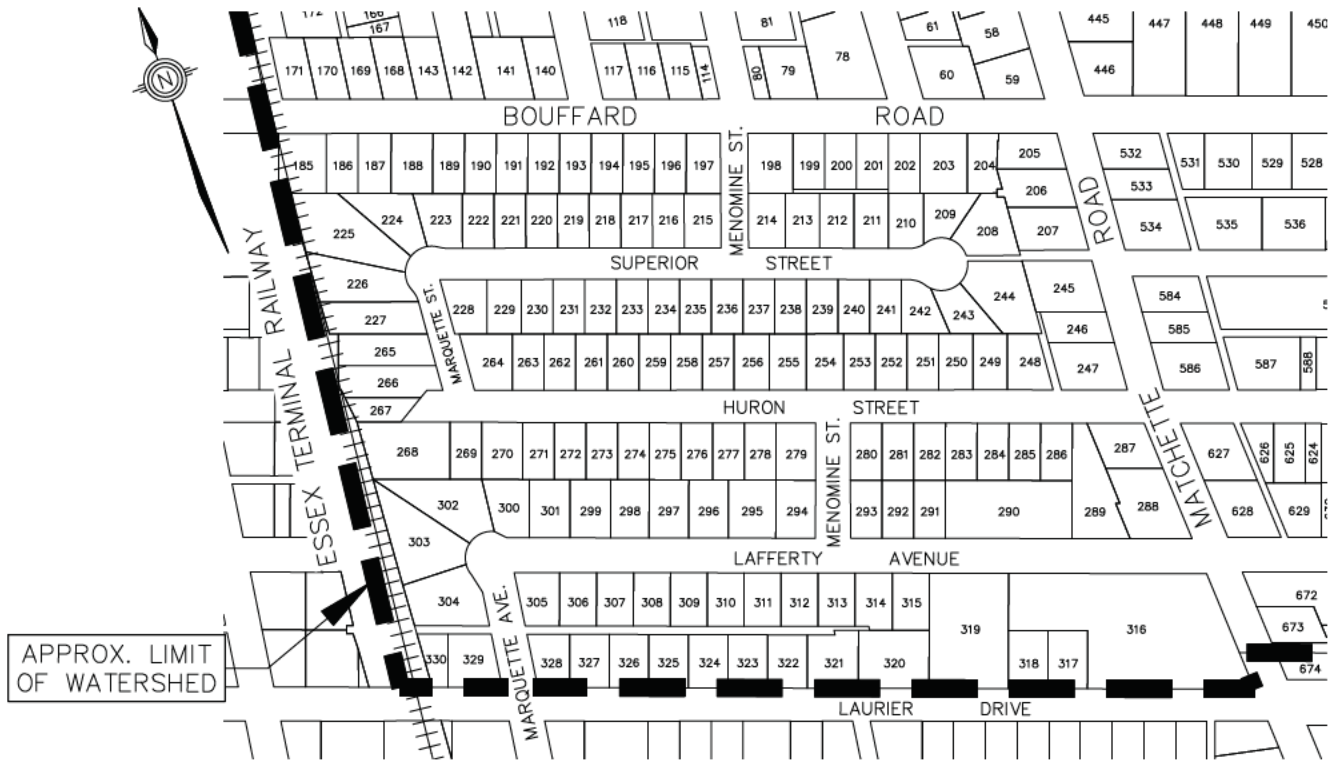 172 166 118 81 61 58 445 447 448 449 450
167
171 170 169 168 143 142 141 140 117 116 115 114 80 79 78 60 59 446
N
BOUFFARD ROAD
185 186 187 188 189 190 191 192 193 194 195 196 197 MENOMINE ST. 198 199 200 201 202 203 204 205 532 531 530 529 528
206 533
225 224 223 222 221 220 219 218 217 216 215 214 213 212 211 210 209 208 207 ROAD 534 535 536
SUPERIOR STREET
226
227 MARQUETTE ST. 228 229 230 231 232 233 234 235 236 237 238 239 240 241 242 243 244 245 584
246 585
265 264 263 262 261 260 259 258 257 256 255 254 253 252 251 250 249 248 247 586 587 588
266
267
ESSEX TERMINAL RAILWAY
HURON STREET
MATCHETTE
268 269 270 271 272 273 274 275 276 277 278 279 MENOMINE ST. 280 281 282 283 284 285 286 287 627 626 625 624
302 300 301 299 298 297 296 295 294 293 292 291 290 289 288 628 629
303
LAFFERTY AVENUE
304 MARQUETTE AVE. 305 306 307 308 309 310 311 312 313 314 315 319 316 672
673
330 329 328 327 326 325 324 323 322 321 320 318 317 674
APPROX. LIMIT
OF WATERSHED
LAURIER DRIVE